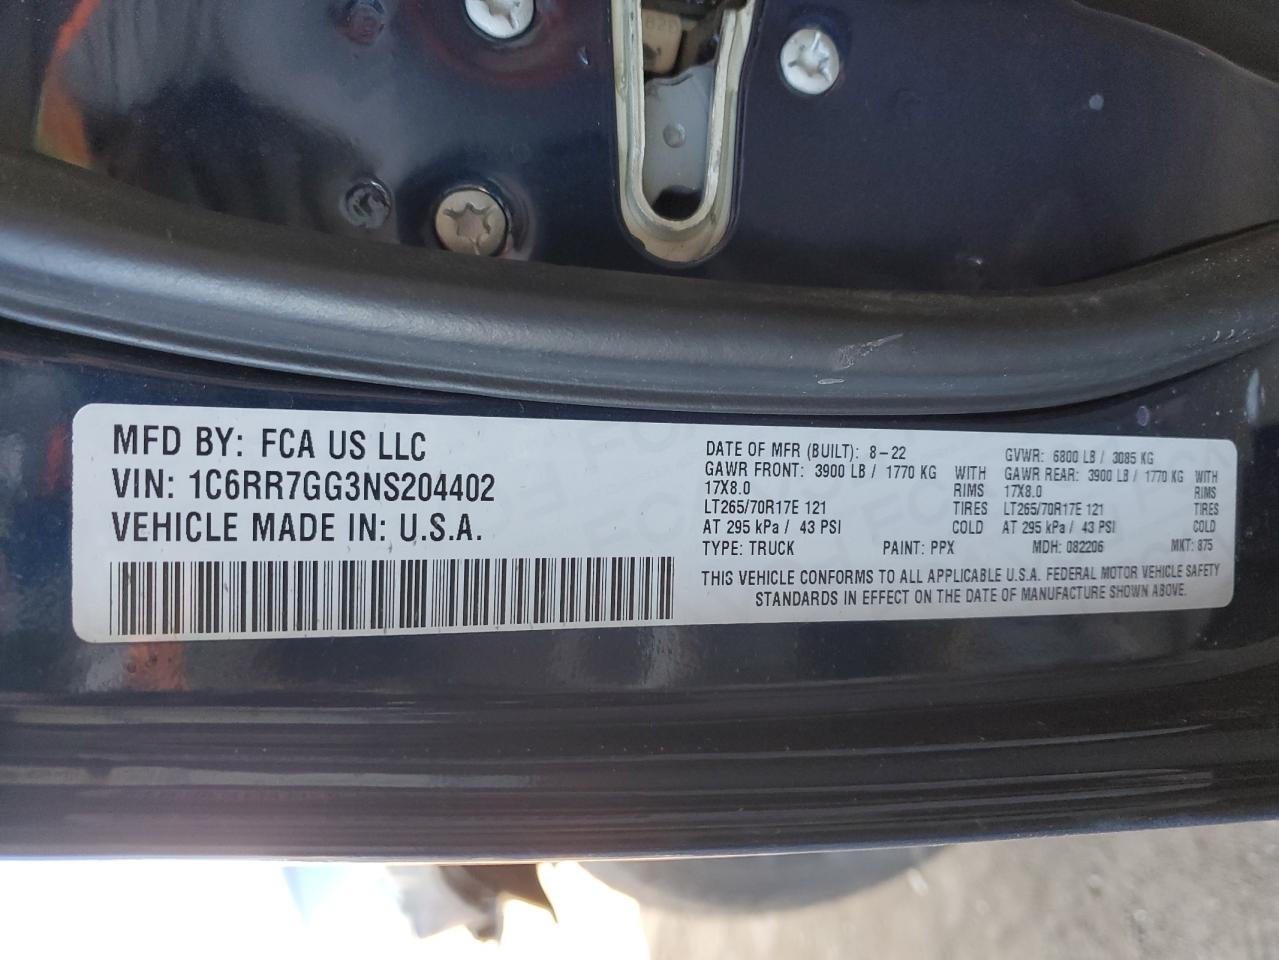 MFD BY: FCA US LLC
VIN: 1C6RR7GG3NS204402
VEHICLE MADE IN: U.S.A.
DATE OF MFR (BUILT): 8-22 GVWR: 6800 LB / 3085 KG
GAWR FRONT: 3900 LB / 1770 KG WITH GAWR REAR: 3900 LB / 1770 KG WITH
17X8.0 RIMS 17X8.0 RIMS
LT265/70R17E 121 TIRES LT265/70R17E 121 TIRES
AT 295 kPa / 43 PSI COLD AT 295 kPa / 43 PSI COLD
TYPE: TRUCK PAINT: PPX MDH: 082206 MKT: 875
THIS VEHICLE CONFORMS TO ALL APPLICABLE U.S.A. FEDERAL MOTOR VEHICLE SAFETY
STANDARDS IN EFFECT ON THE DATE OF MANUFACTURE SHOWN ABOVE.